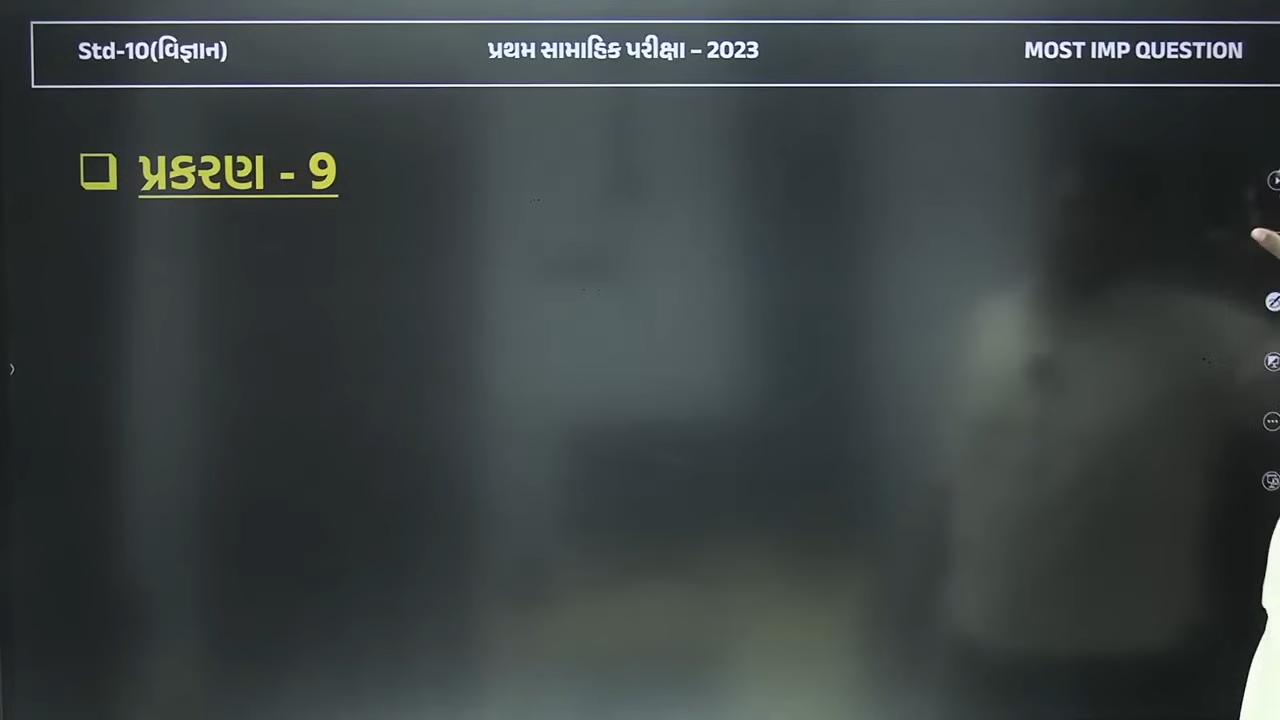 Std-10(વિજ્ઞાન) પ્રથમ સામાહિક પરીક્ષા – 2023 MOST IMP QUESTION
❑ પ્રકરણ - 9